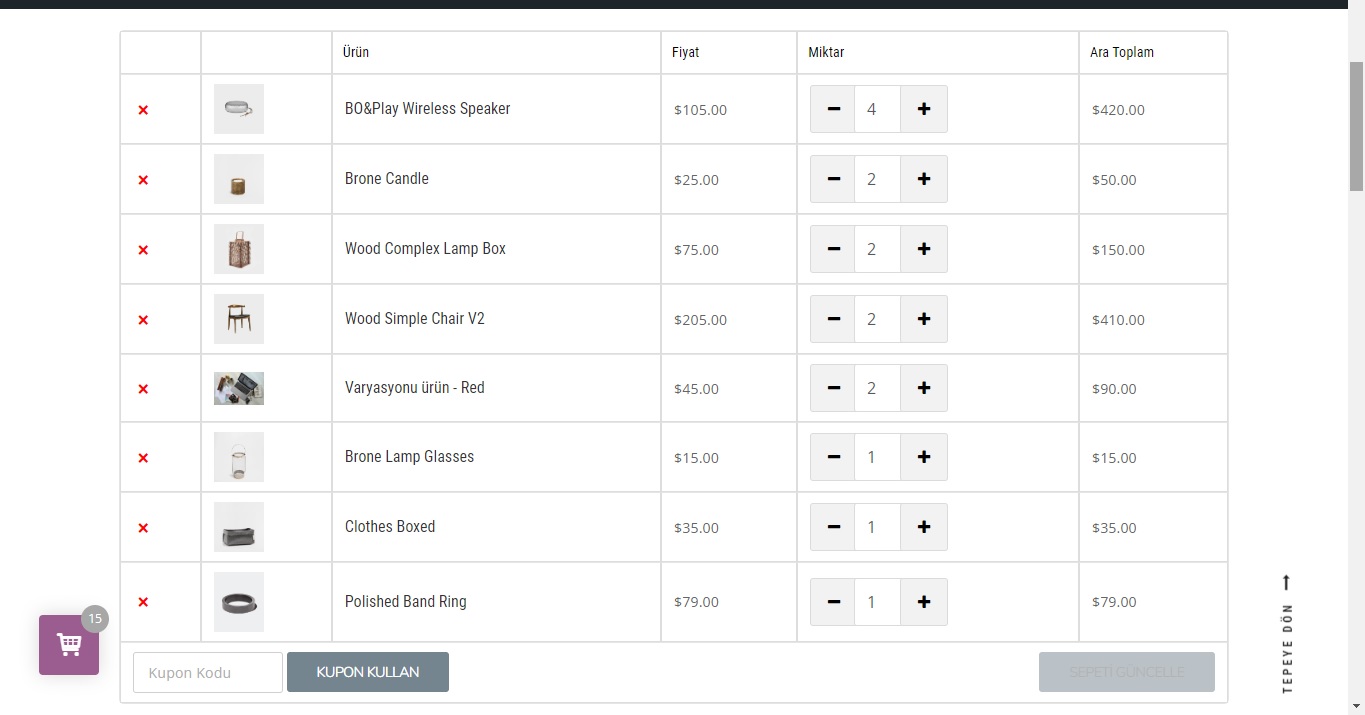 Ürün Fiyat Miktar Ara Toplam
× BO&Play Wireless Speaker $105.00 − 4 + $420.00
× Brone Candle $25.00 − 2 + $50.00
× Wood Complex Lamp Box $75.00 − 2 + $150.00
× Wood Simple Chair V2 $205.00 − 2 + $410.00
× Varyasyonu ürün - Red $45.00 − 2 + $90.00
× Brone Lamp Glasses $15.00 − 1 + $15.00
× Clothes Boxed $35.00 − 1 + $35.00
× Polished Band Ring $79.00 − 1 + $79.00
15
Kupon Kodu KUPON KULLAN SEPETİ GÜNCELLE
TEPEYE DÖN